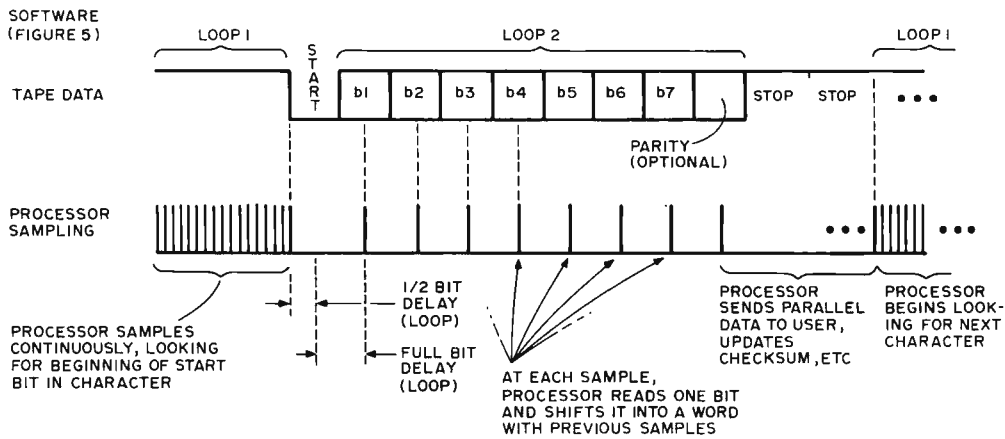 SOFTWARE
(FIGURE 5)
LOOP 1
START
LOOP 2
LOOP 1
TAPE DATA
b1 b2 b3 b4 b5 b6 b7
STOP STOP
PARITY
(OPTIONAL)
PROCESSOR
SAMPLING
1/2 BIT
DELAY
(LOOP)
FULL BIT
DELAY
(LOOP)
PROCESSOR SAMPLES
CONTINUOUSLY, LOOKING
FOR BEGINNING OF START
BIT IN CHARACTER
AT EACH SAMPLE,
PROCESSOR READS ONE BIT
AND SHIFTS IT INTO A WORD
WITH PREVIOUS SAMPLES
PROCESSOR
SENDS PARALLEL
DATA TO USER,
UPDATES
CHECKSUM, ETC
PROCESSOR
BEGINS LOOK-
ING FOR NEXT
CHARACTER